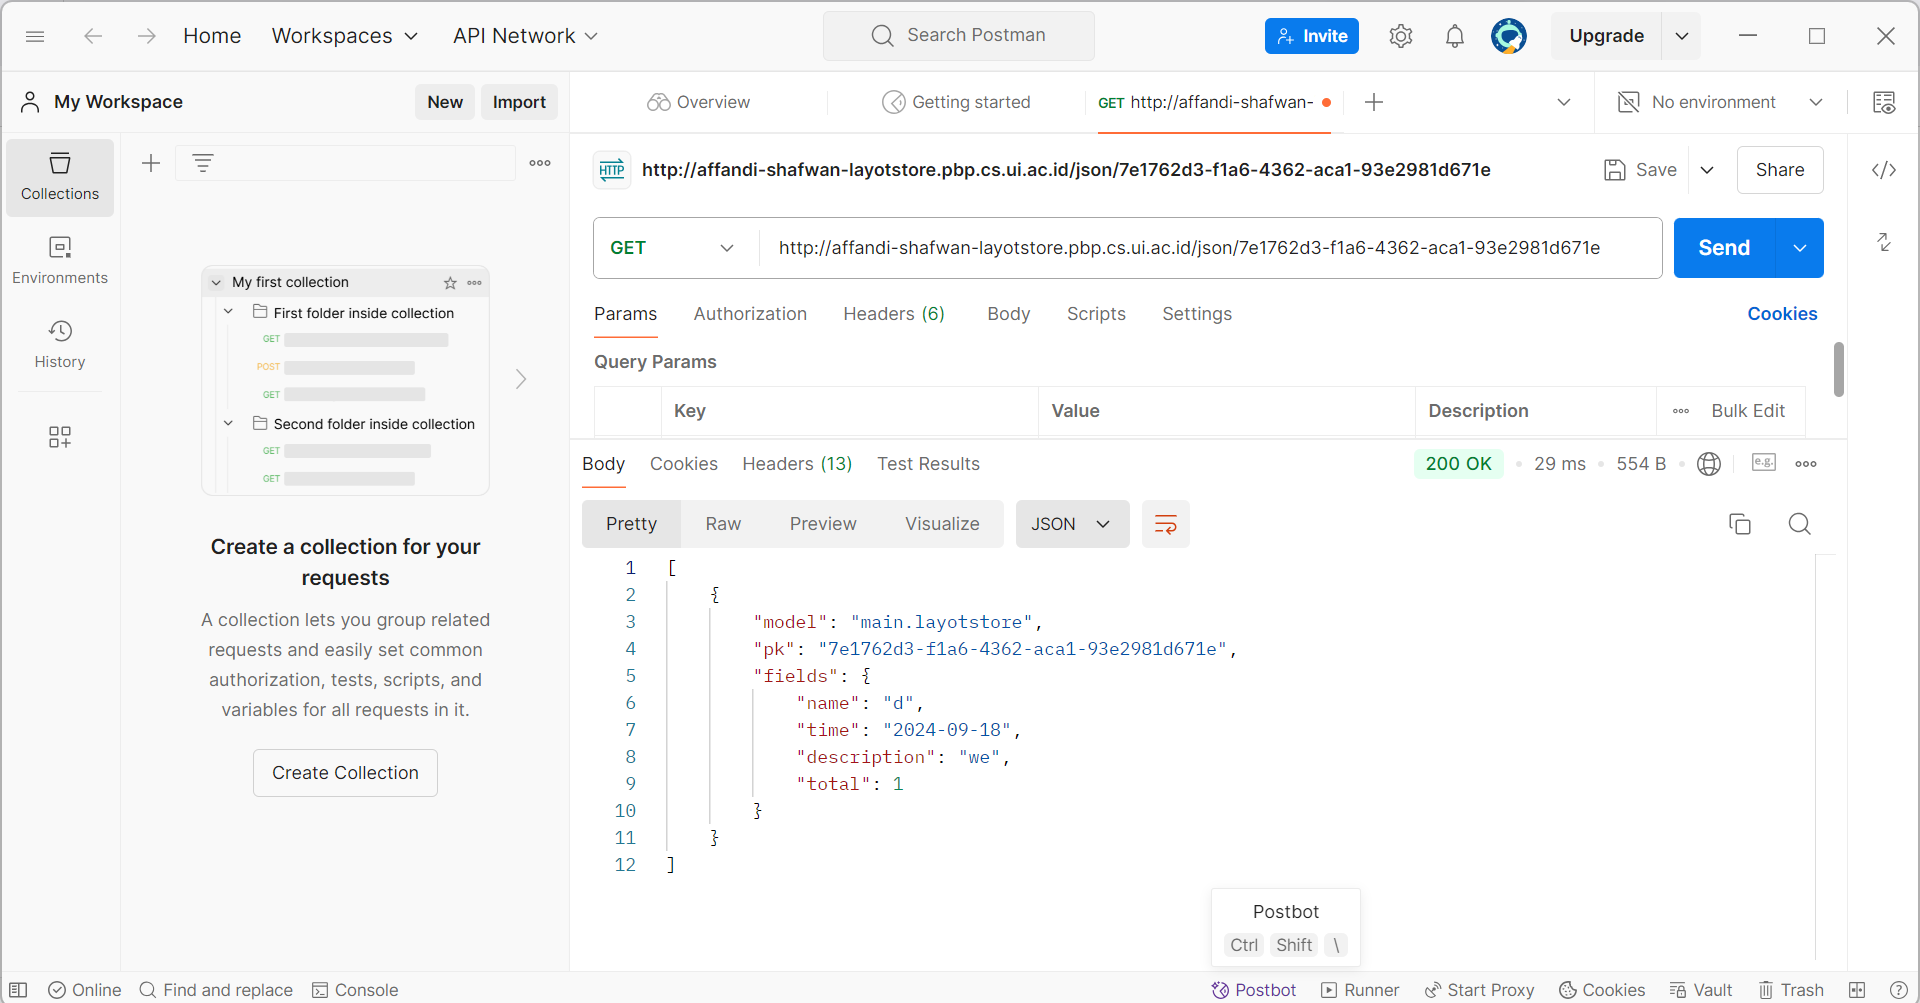 Home Workspaces API Network Search Postman Invite Upgrade
My Workspace New Import Overview Getting started GET http://affandi-shafwan- No environment
Collections
Environments
History
My first collection
First folder inside collection
GET
POST
GET
Second folder inside collection
GET
GET
Create a collection for your
requests
A collection lets you group related
requests and easily set common
authorization, tests, scripts, and
variables for all requests in it.
Create Collection
HTTP http://affandi-shafwan-layotstore.pbp.cs.ui.ac.id/json/7e1762d3-f1a6-4362-aca1-93e2981d671e Save Share
GET http://affandi-shafwan-layotstore.pbp.cs.ui.ac.id/json/7e1762d3-f1a6-4362-aca1-93e2981d671e Send
Params Authorization Headers (6) Body Scripts Settings Cookies
Query Params
Key Value Description Bulk Edit
Body Cookies Headers (13) Test Results 200 OK 29 ms 554 B e.g.
Pretty Raw Preview Visualize JSON
1 [
2 {
3 "model": "main.layotstore",
4 "pk": "7e1762d3-f1a6-4362-aca1-93e2981d671e",
5 "fields": {
6 "name": "d",
7 "time": "2024-09-18",
8 "description": "we",
9 "total": 1
10 }
11 }
12 ]
Postbot
Ctrl Shift \
Online Find and replace Console Postbot Runner Start Proxy Cookies Vault Trash